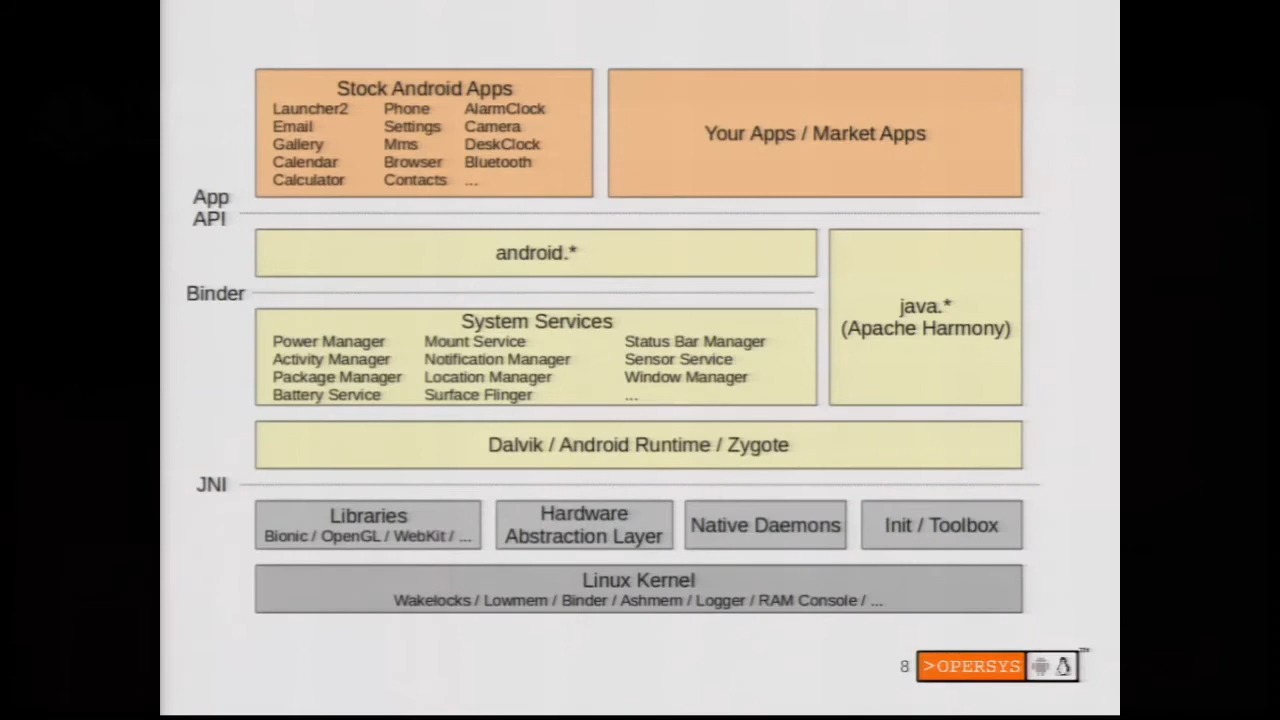 Stock Android Apps
Launcher2 Phone AlarmClock
Email Settings Camera
Gallery Mms DeskClock
Calendar Browser Bluetooth
Calculator Contacts ...
Your Apps / Market Apps
App
API
android.*
java.*
(Apache Harmony)
Binder
System Services
Power Manager Mount Service Status Bar Manager
Activity Manager Notification Manager Sensor Service
Package Manager Location Manager Window Manager
Battery Service Surface Flinger ...
Dalvik / Android Runtime / Zygote
JNI
Libraries
Bionic / OpenGL / WebKit / ...
Hardware
Abstraction Layer
Native Daemons
Init / Toolbox
Linux Kernel
Wakelocks / Lowmem / Binder / Ashmem / Logger / RAM Console / ...
8
>OPERSYS
TM